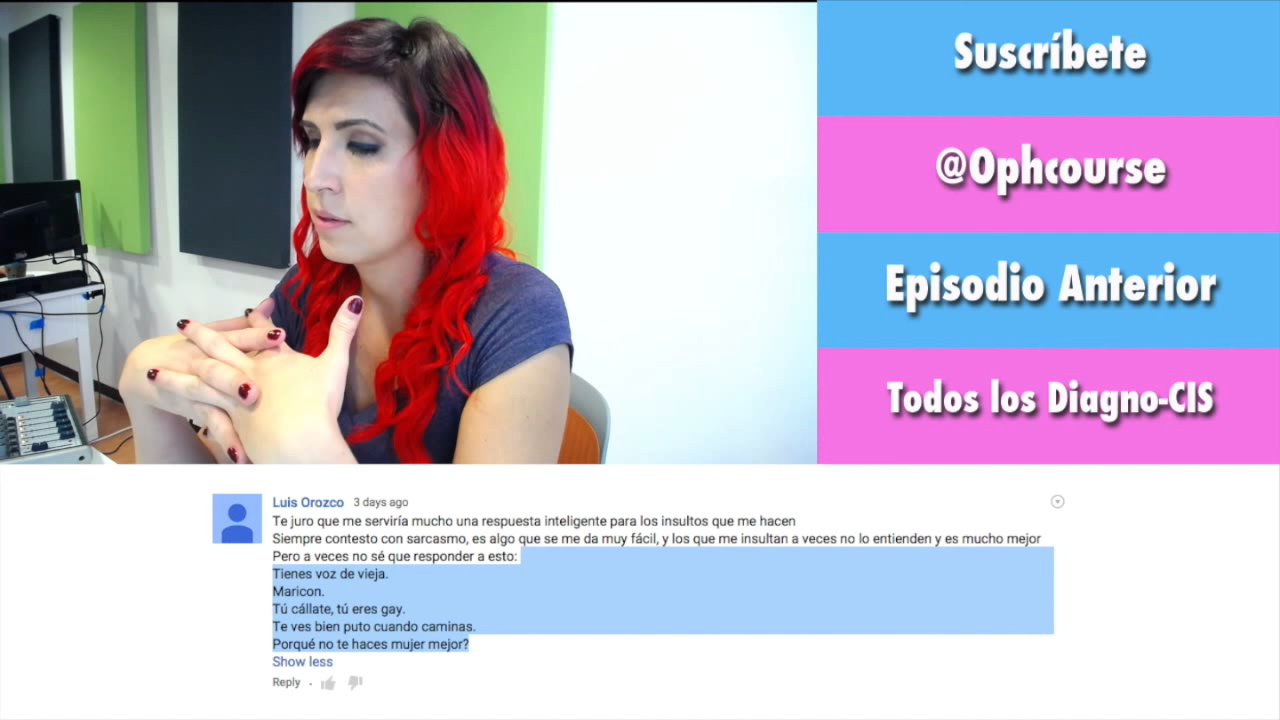 Suscríbete
@Ophcourse
Episodio Anterior
Todos los Diagno-CIS
Luis Orozco 3 days ago
Te juro que me serviría mucho una respuesta inteligente para los insultos que me hacen
Siempre contesto con sarcasmo, es algo que se me da muy fácil, y los que me insultan a veces no lo entienden y es mucho mejor
Pero a veces no sé que responder a esto:
Tienes voz de vieja.
Maricon.
Tú cállate, tú eres gay.
Te ves bien puto cuando caminas.
Porqué no te haces mujer mejor?
Show less
Reply .